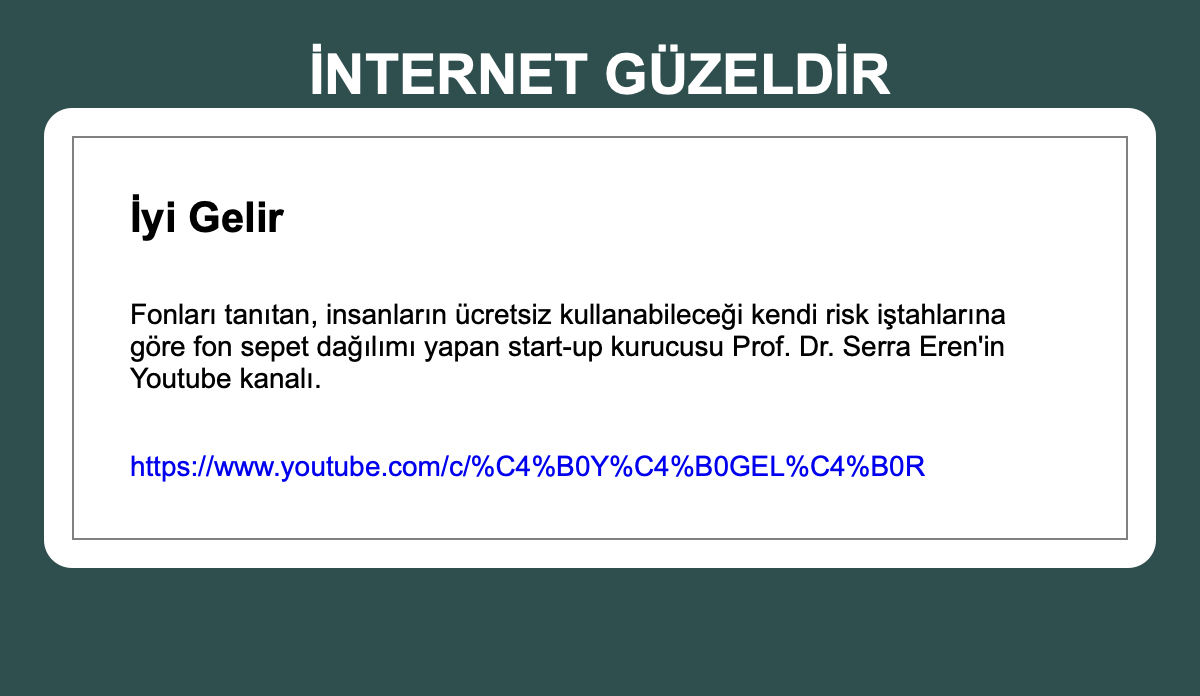 İNTERNET GÜZELDİR
İyi Gelir
Fonları tanıtan, insanların ücretsiz kullanabileceği kendi risk iştahlarına
göre fon sepet dağılımı yapan start-up kurucusu Prof. Dr. Serra Eren'in
Youtube kanalı.
https://www.youtube.com/c/%C4%B0Y%C4%B0GEL%C4%B0R